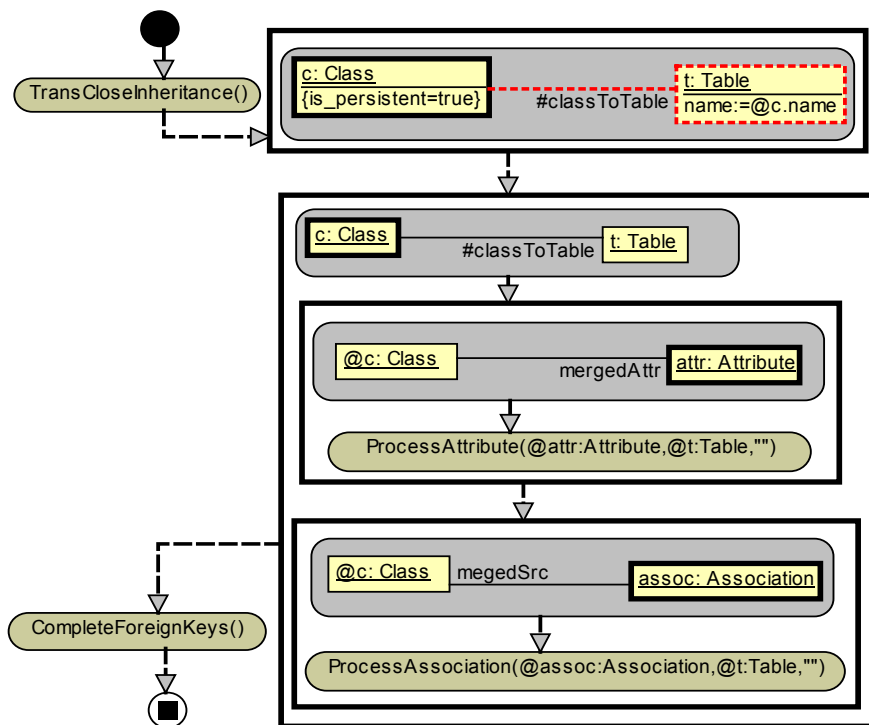 TransCloseInheritance()
c: Class
{is_persistent=true}
#classToTable
t: Table
name:=@c.name
c: Class
#classToTable
t: Table
@c: Class
mergedAttr
attr: Attribute
ProcessAttribute(@attr:Attribute,@t:Table,"")
@c: Class
megedSrc
assoc: Association
ProcessAssociation(@assoc:Association,@t:Table,"")
CompleteForeignKeys()